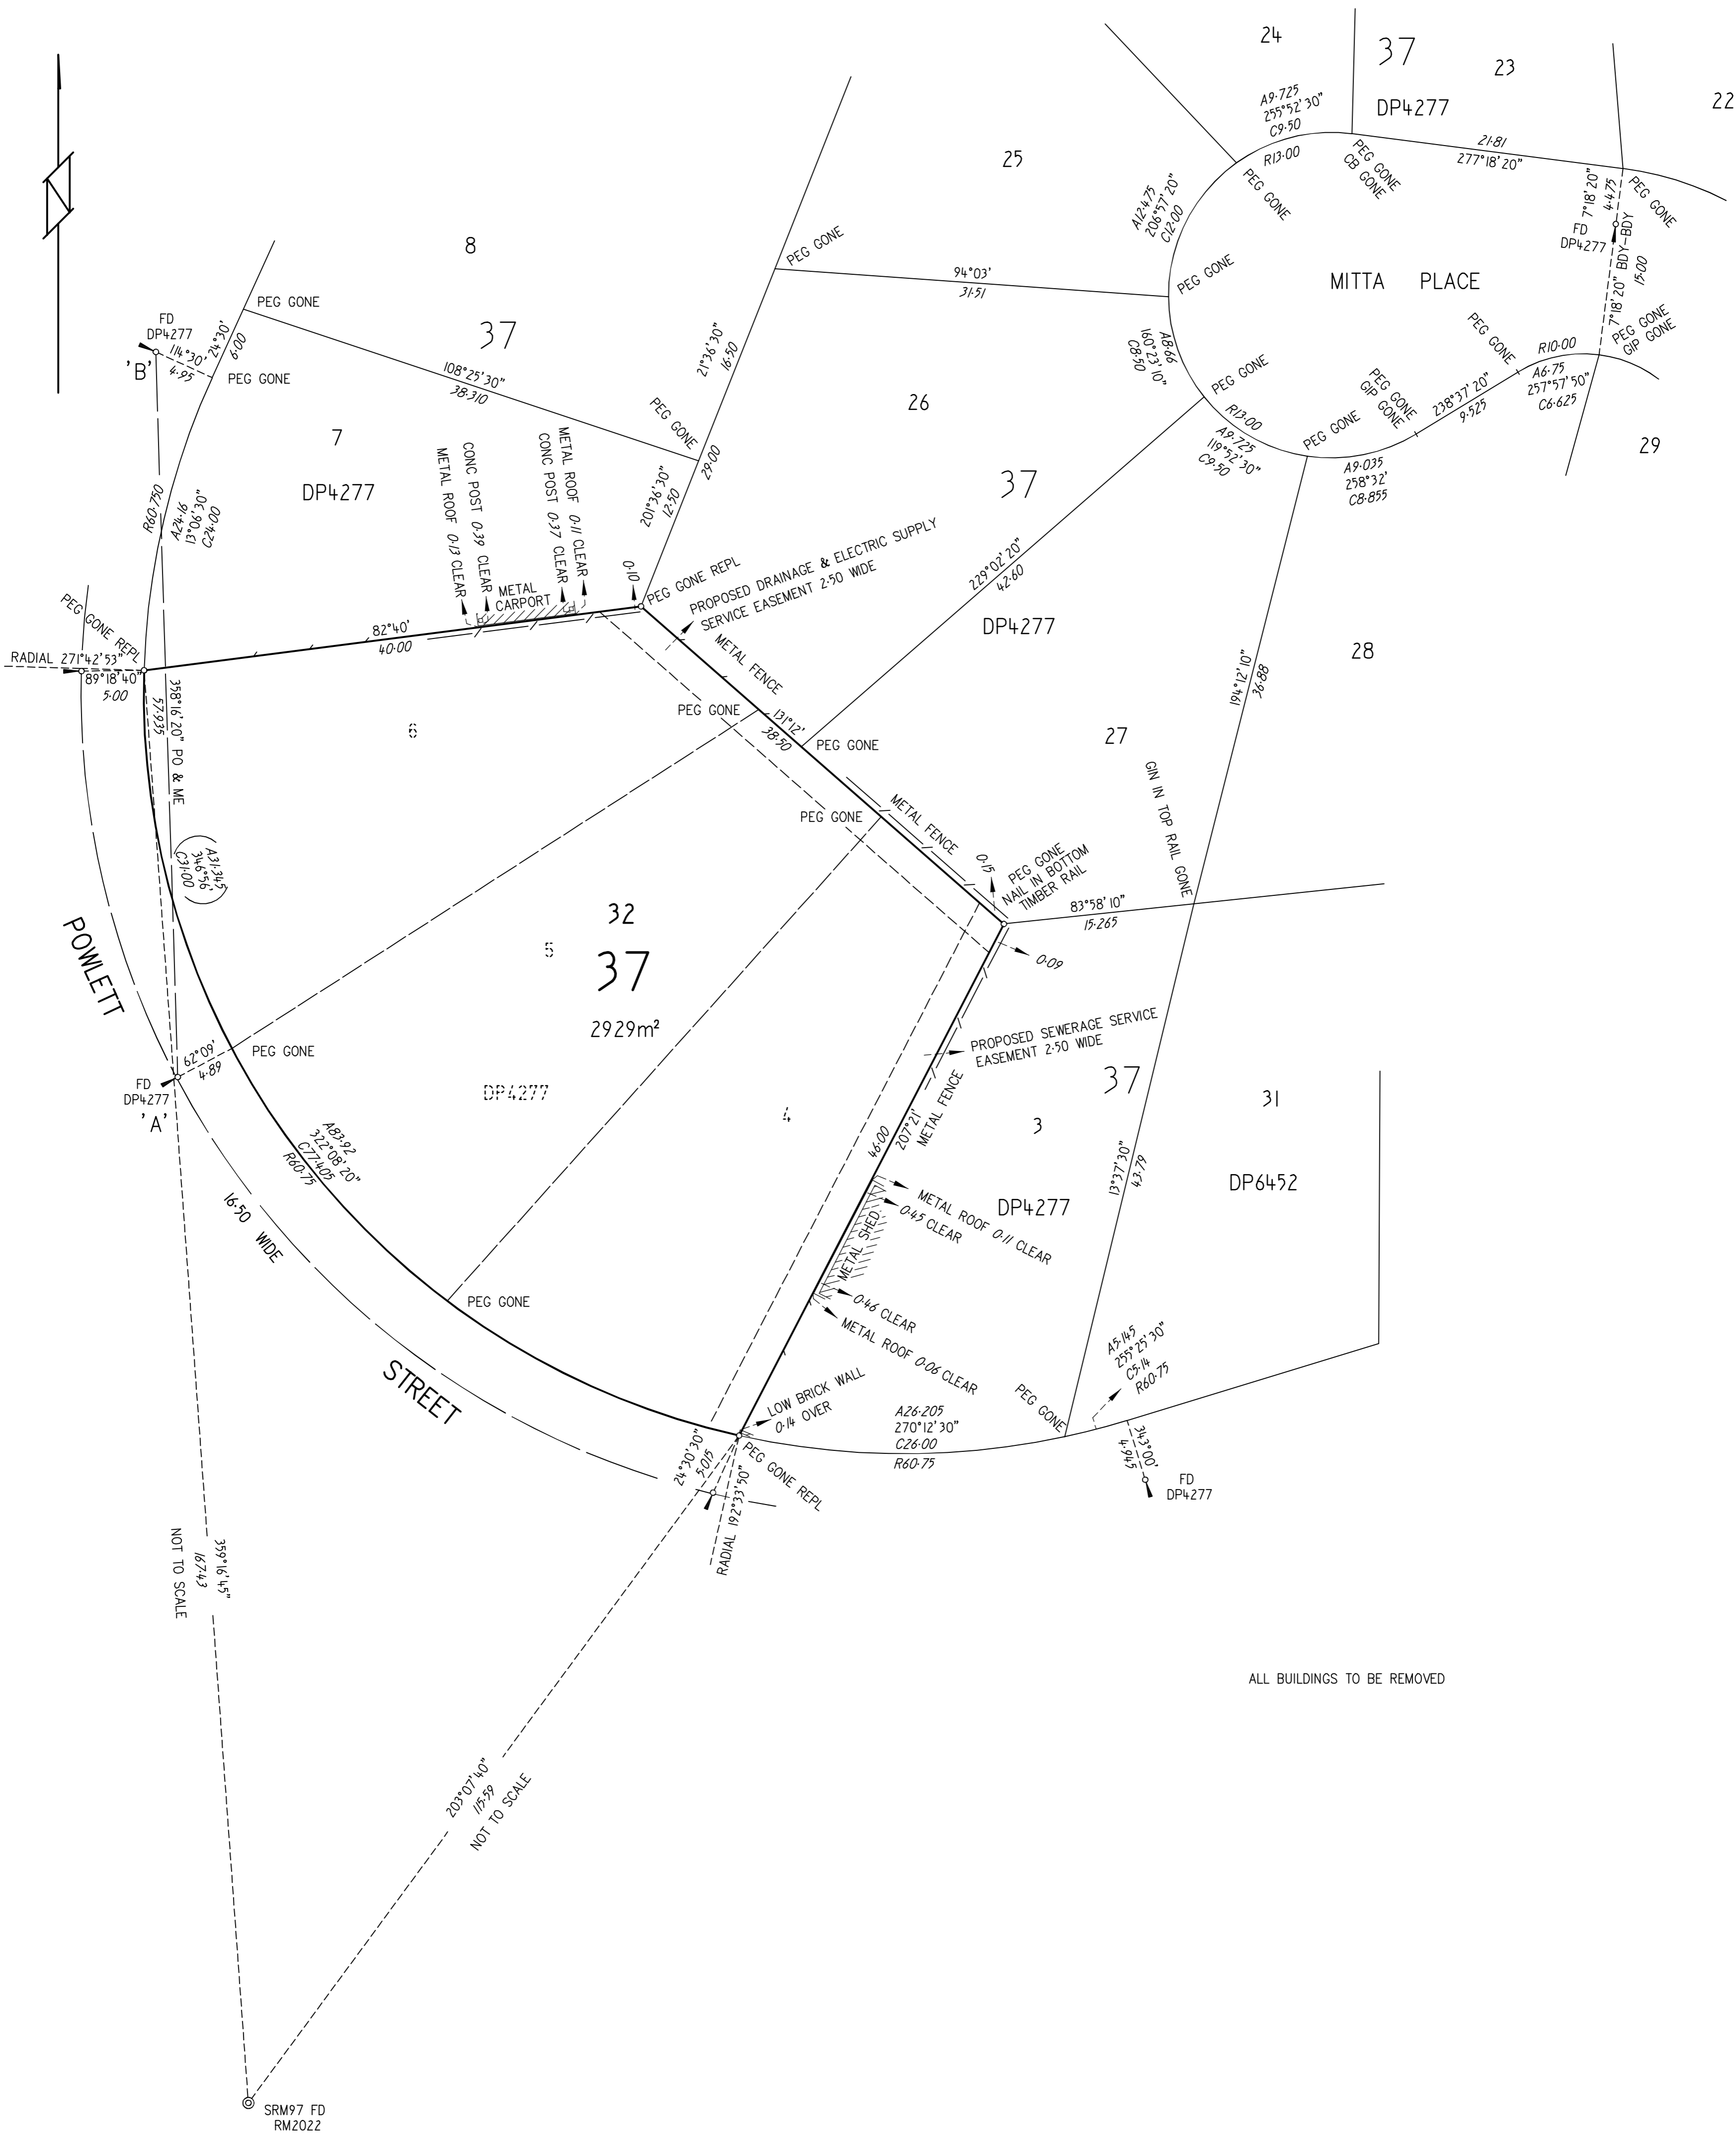 24
37
23
22
DP4277
A9·725
255°52'30"
C9·50
R13·00
PEG GONE
CB GONE
21·81
277°18'20"
PEG GONE
7°18'20"
4·475
FD
DP4277
7°18'20" BDY-BDY
15·00
PEG GONE
25
A12·475
206°57'20"
C12·00
PEG GONE
MITTA PLACE
94°03'
31·51
PEG GONE
A8·66
160°23'10"
C8·50
PEG GONE
R13·00
A9·725
119°52'30"
C9·50
PEG GONE
A9·035
258°32'
C8·855
PEG GONE
GIP GONE
238°37'20"
9·525
PEG GONE
R10·00
A6·75
257°57'50"
C6·625
PEG GONE
GIP GONE
29
8
37
PEG GONE
FD
DP4277
'B'
114°30'
4·95
24°30'
6·00
PEG GONE
108°25'30"
38·310
21°36'30"
16·50
PEG GONE
29·00
201°36'30"
12·50
26
37
DP4277
7
DP4277
R60·750
A24·16
13°06'30"
C24·00
METAL ROOF 0·13 CLEAR
CONC POST 0·39 CLEAR
CONC POST 0·37 CLEAR
METAL ROOF 0·11 CLEAR
METAL
CARPORT
0·10
PEG GONE REPL
PROPOSED DRAINAGE & ELECTRIC SUPPLY
SERVICE EASEMENT 2·50 WIDE
229°02'20"
42·60
28
194°12'10"
36·88
27
PEG GONE REPL
RADIAL 271°42'53"
89°18'40"
5·00
82°40'
40·00
METAL FENCE
PEG GONE
131°12'
38·50
PEG GONE
6
358°16'20" PO & ME
57·935
A31·345
346°56'
C31·00
PEG GONE
METAL FENCE
0·15
PEG GONE
NAIL IN BOTTOM
TIMBER RAIL
GIN IN TOP RAIL GONE
83°58'10"
15·265
0·09
32
5
37
2929m²
DP4277
4
POWLETT
PROPOSED SEWERAGE SERVICE
EASEMENT 2·50 WIDE
62°09'
4·89
PEG GONE
FD
DP4277
'A'
37
31
3
46·00
207°21'
METAL FENCE
A83·92
322°08'20"
C77·405
R60·75
DP4277
DP6452
13°37'30"
43·79
METAL SHED
METAL ROOF 0·11 CLEAR
0·45 CLEAR
16·50 WIDE
PEG GONE
0·46 CLEAR
METAL ROOF 0·06 CLEAR
STREET
LOW BRICK WALL
0·14 OVER
A26·205
270°12'30"
C26·00
R60·75
PEG GONE
A5·145
255°25'30"
C5·14
R60·75
343°00'
4·945
FD
DP4277
24°30'30"
5·015
PEG GONE REPL
RADIAL 192°33'50"
NOT TO SCALE
359°16'45"
167·43
ALL BUILDINGS TO BE REMOVED
203°07'40"
115·59
NOT TO SCALE
SRM97 FD
RM2022